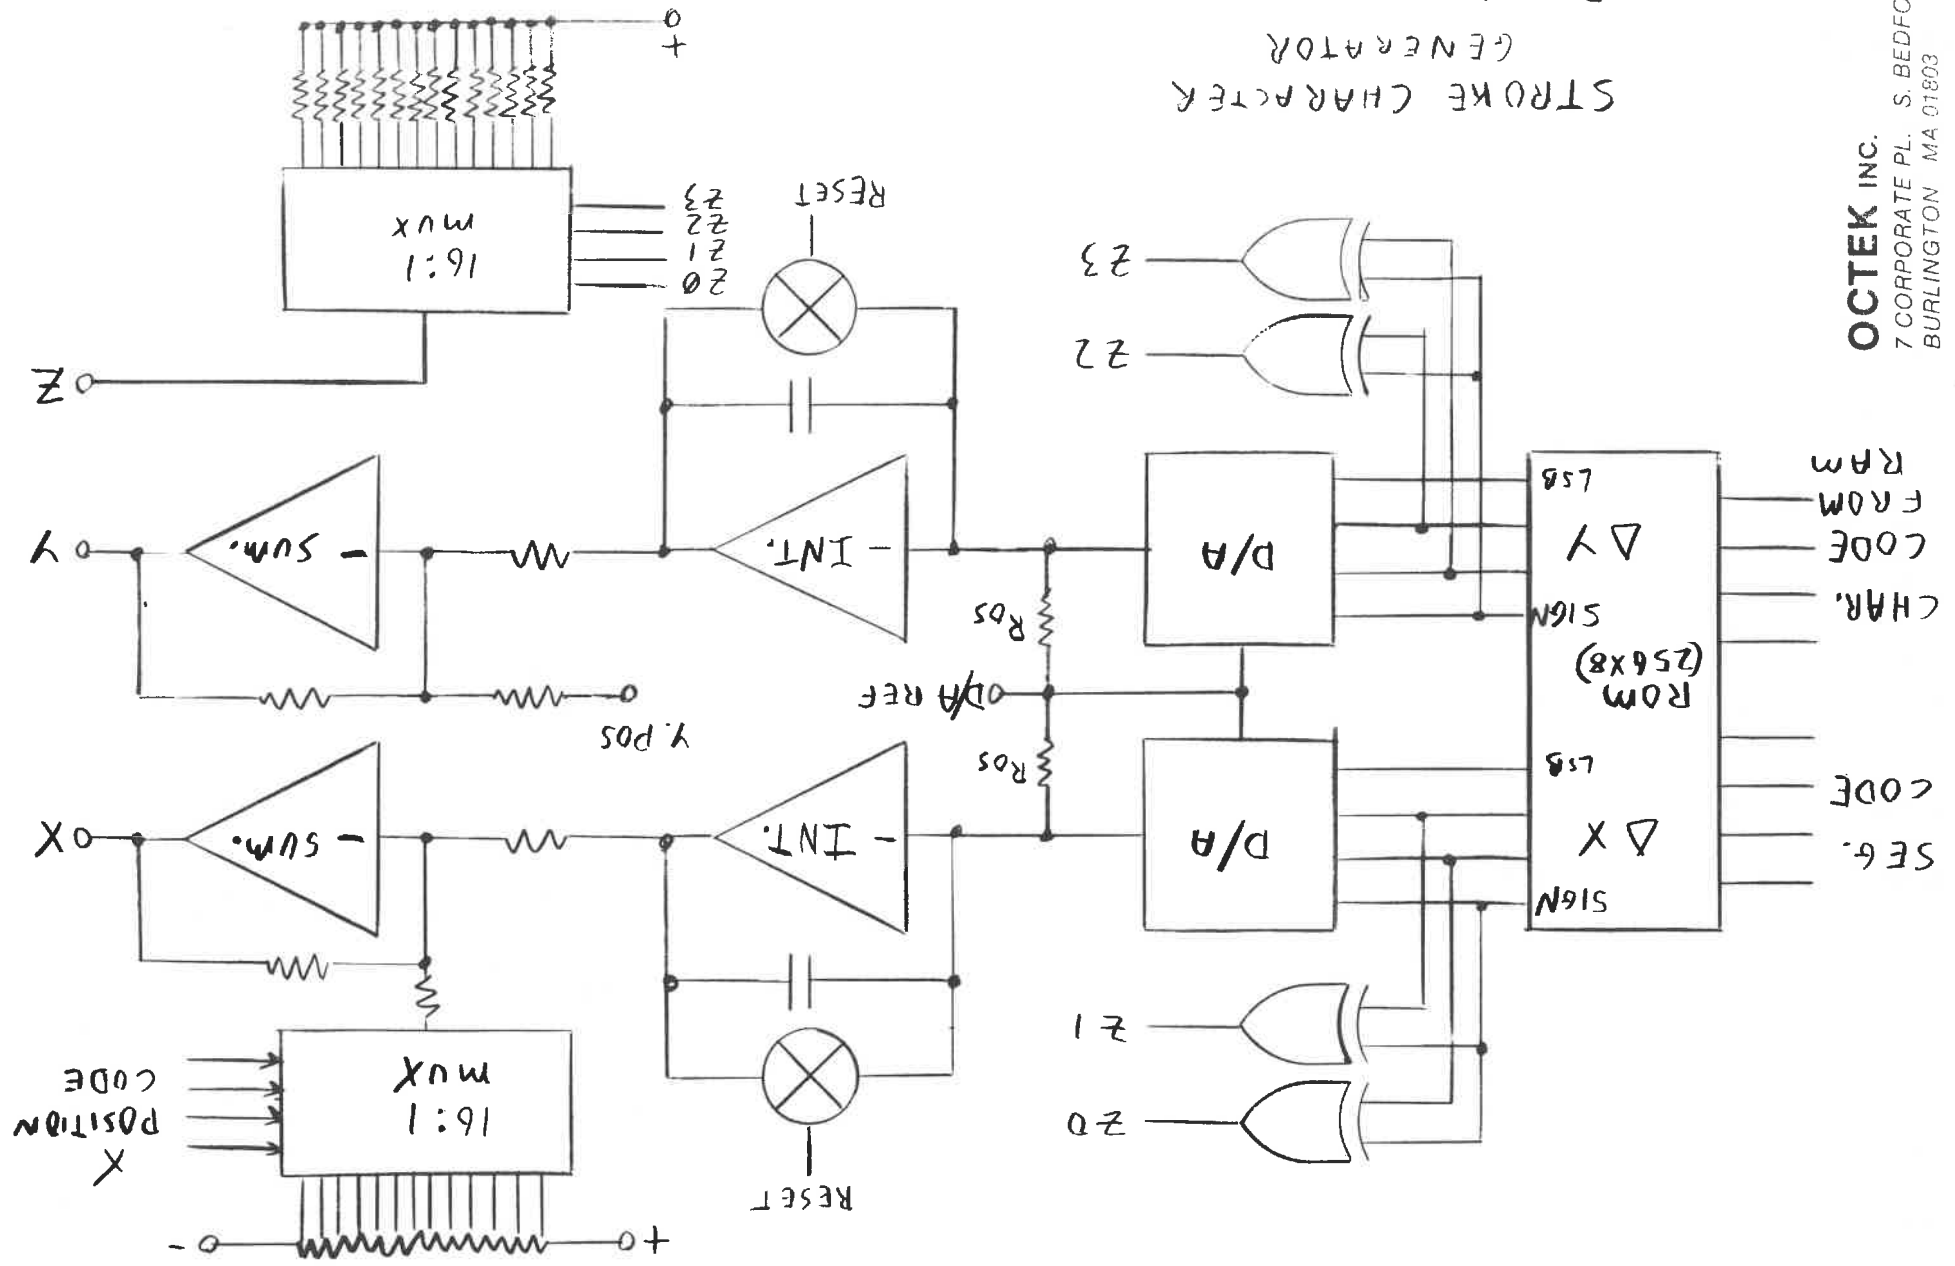 +
-
RESET
16:1
MUX
X
POSITION
CODE
Z0
Z1
SEG.
CODE
SIGN
ΔX
LSB
D/A
- INT.
- SUM.
X
ROS
Y. POS
ROM
(256X8)
D/A REF
ROS
CHAR.
CODE
FROM
RAM
SIGN
ΔY
LSB
D/A
- INT.
- SUM.
Y
Z2
Z3
RESET
Z
Z0
Z1
Z2
Z3
16:1
MUX
+
STROKE CHARACTER
GENERATOR
OCTEK INC.
7 CORPORATE PL. S.
BURLINGTON MA 01803